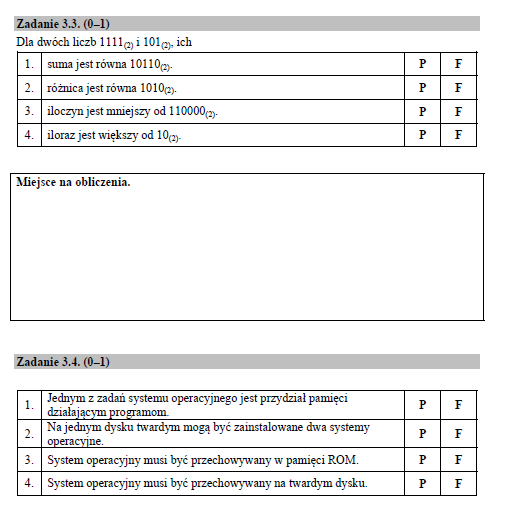 Zadanie 3.3. (0–1)
Dla dwóch liczb 1111(2) i 101(2), ich
1. suma jest równa 10110(2). P F
2. różnica jest równa 1010(2). P F
3. iloczyn jest mniejszy od 110000(2). P F
4. iloraz jest większy od 10(2). P F
Miejsce na obliczenia.
Zadanie 3.4. (0–1)
1. Jednym z zadań systemu operacyjnego jest przydział pamięci
działającym programom. P F
2. Na jednym dysku twardym mogą być zainstalowane dwa systemy
operacyjne. P F
3. System operacyjny musi być przechowywany w pamięci ROM. P F
4. System operacyjny musi być przechowywany na twardym dysku. P F